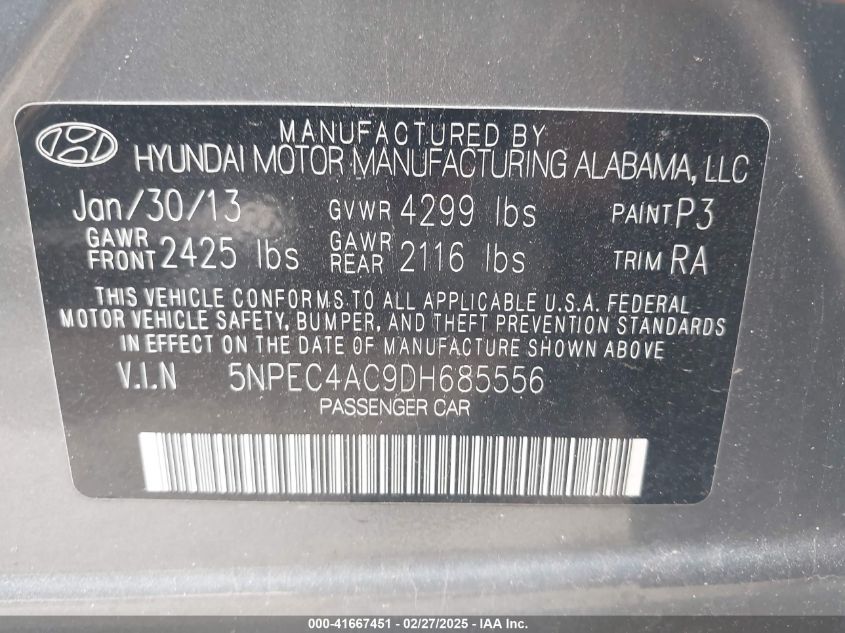 MANUFACTURED BY
HYUNDAI MOTOR MANUFACTURING ALABAMA, LLC
Jan/30/13 GVWR 4299 lbs PAINT P3
GAWR FRONT 2425 lbs GAWR REAR 2116 lbs TRIM RA
THIS VEHICLE CONFORMS TO ALL APPLICABLE U.S.A. FEDERAL
MOTOR VEHICLE SAFETY, BUMPER, AND THEFT PREVENTION STANDARDS
IN EFFECT ON THE DATE OF MANUFACTURE SHOWN ABOVE
V.I.N 5NPEC4AC9DH685556
PASSENGER CAR
000-41667451 - 02/27/2025 - IAA Inc.